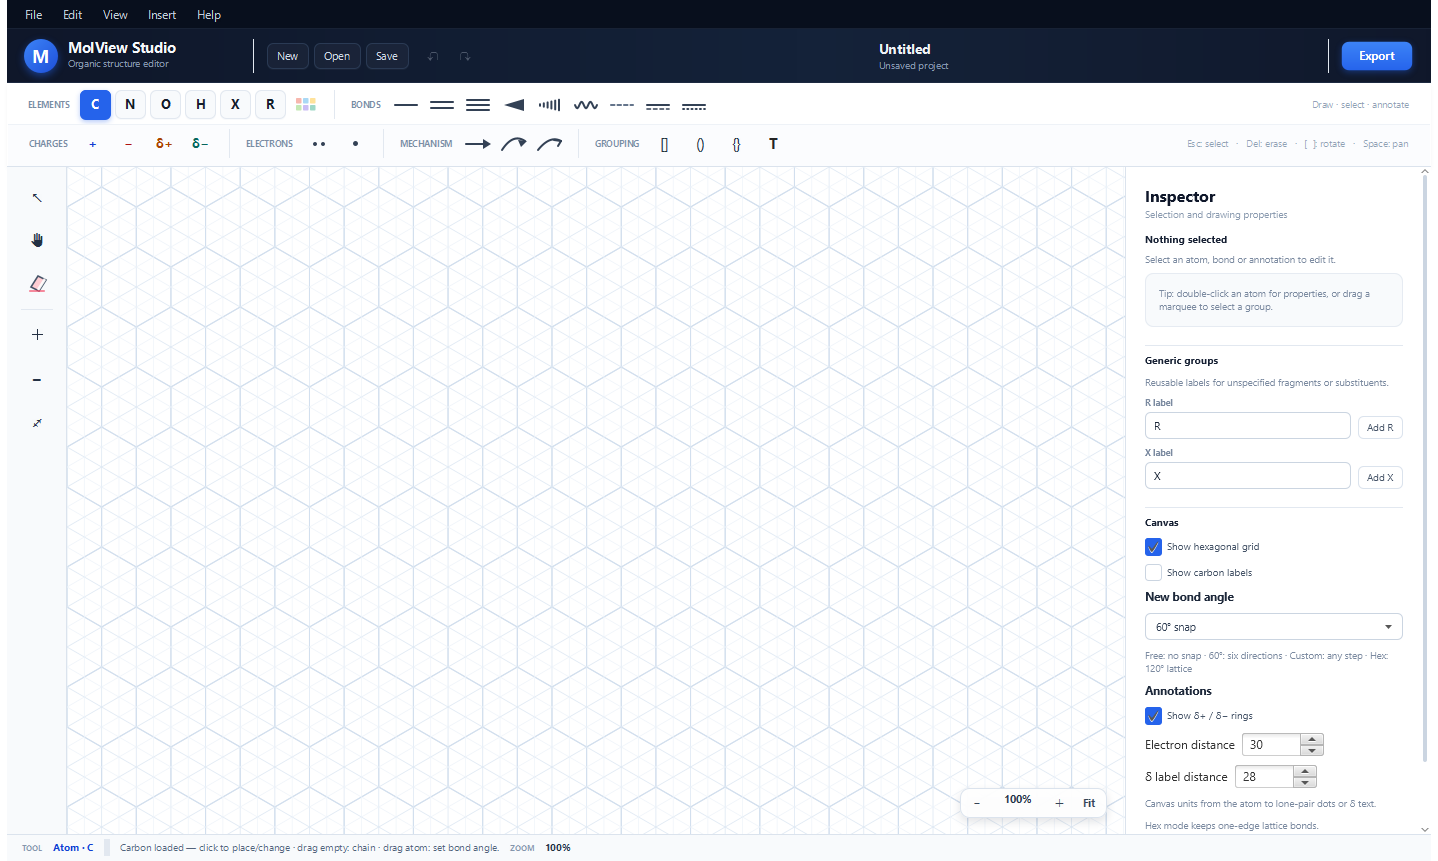 File Edit View Insert Help
M MolView Studio
Organic structure editor
New Open Save
Untitled
Unsaved project
Export
ELEMENTS C N O H X R BONDS
Draw · select · annotate
CHARGES + − δ+ δ− ELECTRONS MECHANISM GROUPING [] () {} T
Esc: select · Del: erase · [ ]: rotate · Space: pan
Inspector
Selection and drawing properties
Nothing selected
Select an atom, bond or annotation to edit it.
Tip: double-click an atom for properties, or drag a
marquee to select a group.
Generic groups
Reusable labels for unspecified fragments or substituents.
R label
R Add R
X label
X Add X
Canvas
Show hexagonal grid
Show carbon labels
New bond angle
60° snap
Free: no snap · 60°: six directions · Custom: any step · Hex:
120° lattice
Annotations
Show δ+ / δ− rings
Electron distance 30
δ label distance 28
Canvas units from the atom to lone-pair dots or δ text.
Hex mode keeps one-edge lattice bonds.
− 100% + Fit
TOOL Atom · C Carbon loaded — click to place/change · drag empty: chain · drag atom: set bond angle. ZOOM 100%